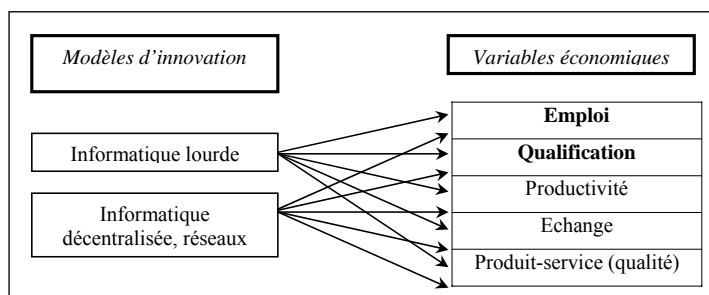 Modèles d'innovation
Variables économiques
Informatique lourde
Informatique
décentralisée, réseaux
Emploi
Qualification
Productivité
Echange
Produit-service (qualité)